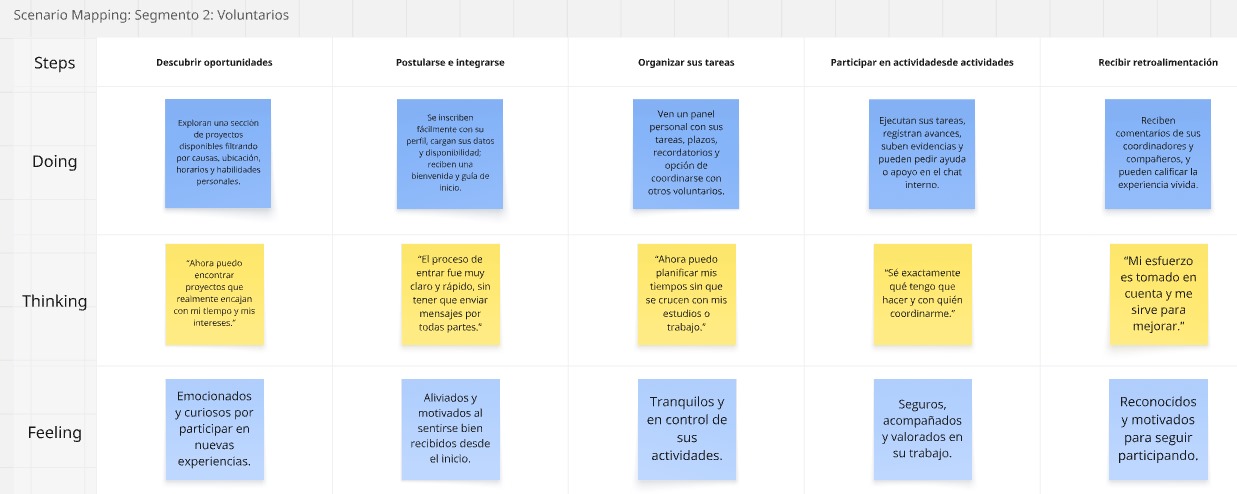 Scenario Mapping: Segmento 2: Voluntarios
Steps
Descubrir oportunidades
Postularse e integrarse
Organizar sus tareas
Participar en actividadesde actividades
Recibir retroalimentación
Doing
Exploran una sección
de proyectos
disponibles filtrando
por causas, ubicación,
horarios y habilidades
personales.
Se inscriben
fácilmente con su
perfil, cargan sus datos
y disponibilidad;
reciben una
bienvenida y guía de
inicio.
Ven un panel
personal con sus
tareas, plazos,
recordatorios y
opción de
coordinarse con
otros voluntarios.
Ejecutan sus tareas,
registran avances,
suben evidencias y
pueden pedir ayuda
o apoyo en el chat
interno.
Reciben
comentarios de sus
coordinadores y
compañeros, y
pueden calificar la
experiencia vivida.
Thinking
“Ahora puedo
encontrar
proyectos que
realmente encajan
con mi tiempo y mis
intereses.”
“El proceso de
entrar fue muy
claro y rápido, sin
tener que enviar
mensajes por
todas partes.”
“Ahora puedo
planificar mis
tiempos sin que
se crucen con mis
estudios o
trabajo.”
“Sé exactamente
qué tengo que
hacer y con quién
coordinarme.”
“Mi esfuerzo
es tomado en
cuenta y me
sirve para
mejorar.”
Feeling
Emocionados
y curiosos por
participar en
nuevas
experiencias.
Aliviados y
motivados al
sentirse bien
recibidos desde
el inicio.
Tranquilos y
en control de
sus
actividades.
Seguros,
acompañados
y valorados en
su trabajo.
Reconocidos
y motivados
para seguir
participando.